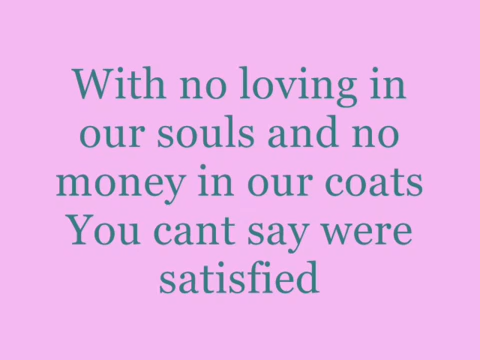 With no loving in
our souls and no
money in our coats
You cant say were
satisfied